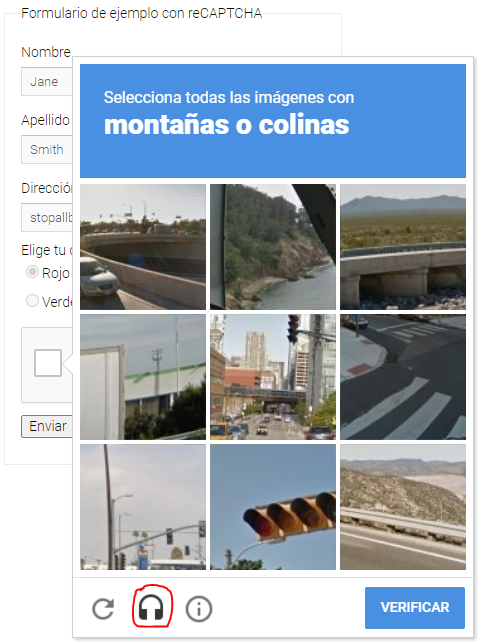 Formulario de ejemplo con reCAPTCHA
Nombre
Jane
Apellido
Smith
Dirección
stopallb
Elige tu c
Rojo
Verde
Enviar
Selecciona todas las imágenes con
montañas o colinas
VERIFICAR